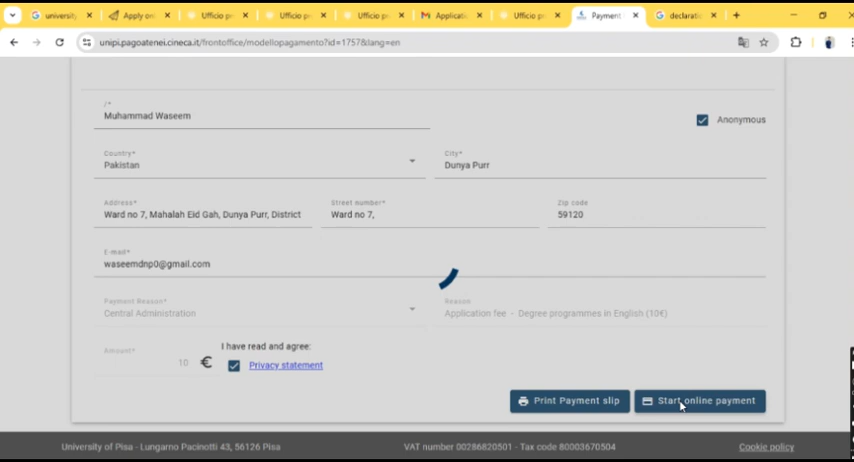 university
Apply on
Ufficio pr
Ufficio pr
Ufficio pr
Applicati
Ufficio pr
Payment
declaratio
unipi.pagoatenei.cineca.it/frontoffice/modellopagamento?id=1757&lang=en
/*
Muhammad Waseem
Anonymous
Country*
City*
Pakistan
Dunya Purr
Address*
Street number*
Zip code
Ward no 7, Mahalah Eid Gah, Dunya Purr, District
Ward no 7,
59120
E-mail*
waseemdnp0@gmail.com
Payment Reason*
Reason
Central Administration
Application fee - Degree programmes in English (10€)
I have read and agree:
Amount*
10 €
Privacy statement
Print Payment slip
Start online payment
University of Pisa - Lungarno Pacinotti 43, 56126 Pisa
VAT number 00286820501 - Tax code 80003670504
Cookie policy